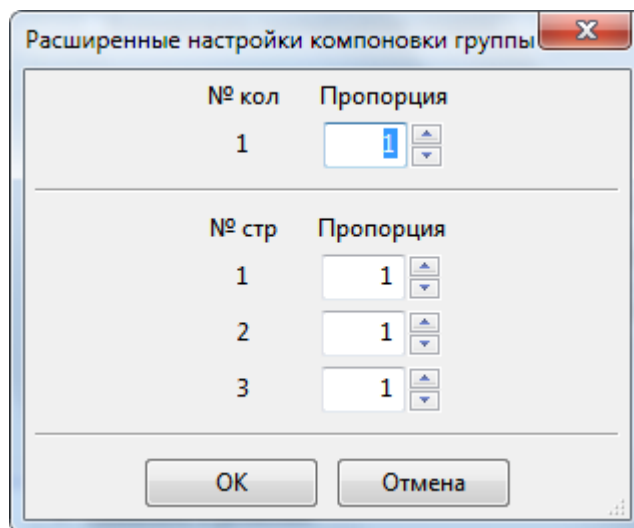 Расширенные настройки компоновки группы
№ кол Пропорция
1 1
№ стр Пропорция
1 1
2 1
3 1
OK Отмена